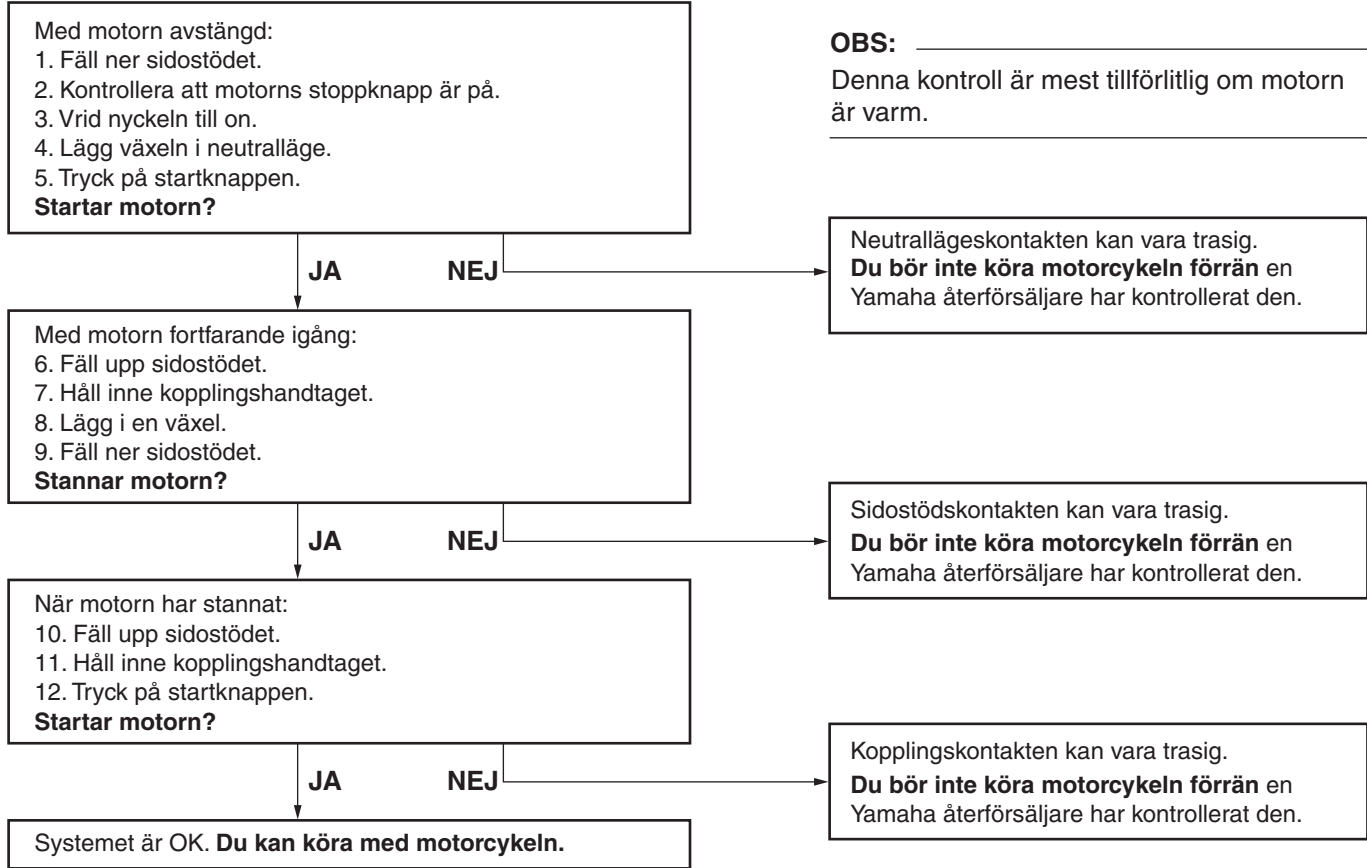 Med motorn avstängd:
1. Fäll ner sidostödet.
2. Kontrollera att motorns stoppknapp är på.
3. Vrid nyckeln till on.
4. Lägg växeln i neutralläge.
5. Tryck på startknappen.
Startar motorn?
OBS:
Denna kontroll är mest tillförlitlig om motorn
är varm.
JA
NEJ
Neutrallägeskontakten kan vara trasig.
Du bör inte köra motorcykeln förrän en
Yamaha återförsäljare har kontrollerat den.
Med motorn fortfarande igång:
6. Fäll upp sidostödet.
7. Håll inne kopplingshandtaget.
8. Lägg i en växel.
9. Fäll ner sidostödet.
Stannar motorn?
JA
NEJ
Sidostödskontakten kan vara trasig.
Du bör inte köra motorcykeln förrän en
Yamaha återförsäljare har kontrollerat den.
När motorn har stannat:
10. Fäll upp sidostödet.
11. Håll inne kopplingshandtaget.
12. Tryck på startknappen.
Startar motorn?
JA
NEJ
Kopplingskontakten kan vara trasig.
Du bör inte köra motorcykeln förrän en
Yamaha återförsäljare har kontrollerat den.
Systemet är OK. Du kan köra med motorcykeln.